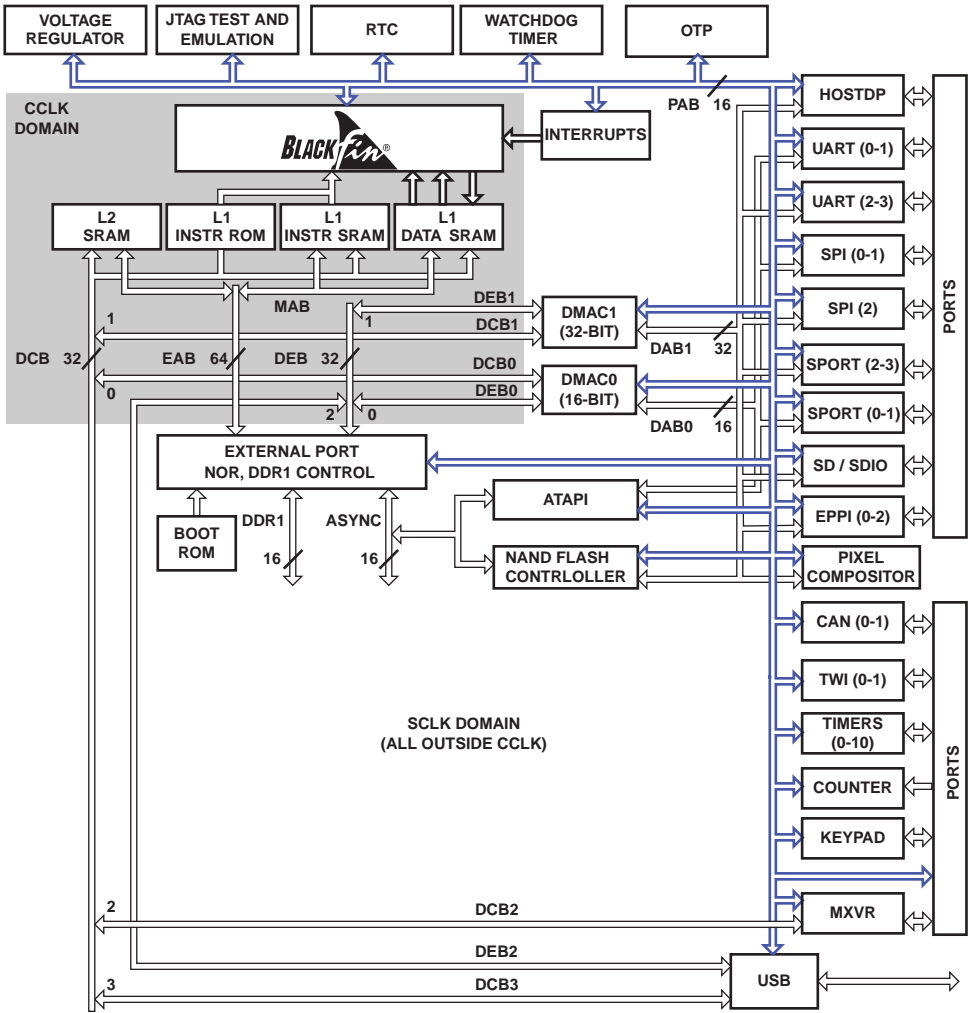 VOLTAGE
REGULATOR
JTAG TEST AND
EMULATION
RTC
WATCHDOG
TIMER
OTP
PAB
16
HOSTDP
CCLK
DOMAIN
BLACKfin®
INTERRUPTS
UART (0-1)
UART (2-3)
L2
SRAM
L1
INSTR ROM
L1
INSTR SRAM
L1
DATA SRAM
SPI (0-1)
SPI (2)
PORTS
MAB
DEB1
1
DCB1
1
DMAC1
(32-BIT)
DAB1
32
DCB
32
EAB
64
DEB
32
DCB0
0
DEB0
2
0
DMAC0
(16-BIT)
DAB0
16
SPORT (2-3)
SPORT (0-1)
EXTERNAL PORT
NOR, DDR1 CONTROL
SD / SDIO
BOOT
ROM
DDR1
16
ASYNC
16
ATAPI
EPPI (0-2)
NAND FLASH
CONTRLOLLER
PIXEL
COMPOSITOR
CAN (0-1)
TWI (0-1)
SCLK DOMAIN
(ALL OUTSIDE CCLK)
TIMERS
(0-10)
PORTS
COUNTER
KEYPAD
2
DCB2
MXVR
DEB2
3
DCB3
USB